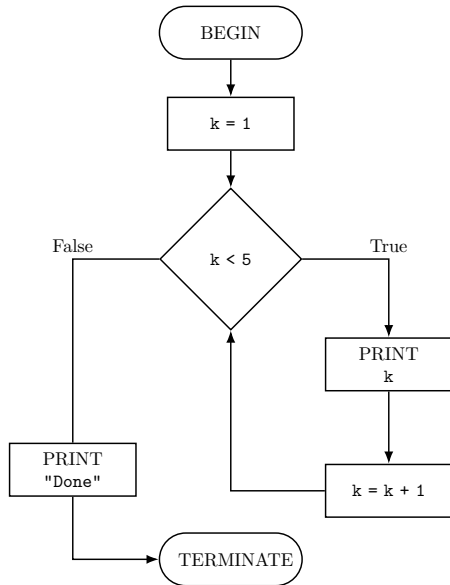 BEGIN
k = 1
k < 5
False
True
PRINT
k
k = k + 1
PRINT
"Done"
TERMINATE